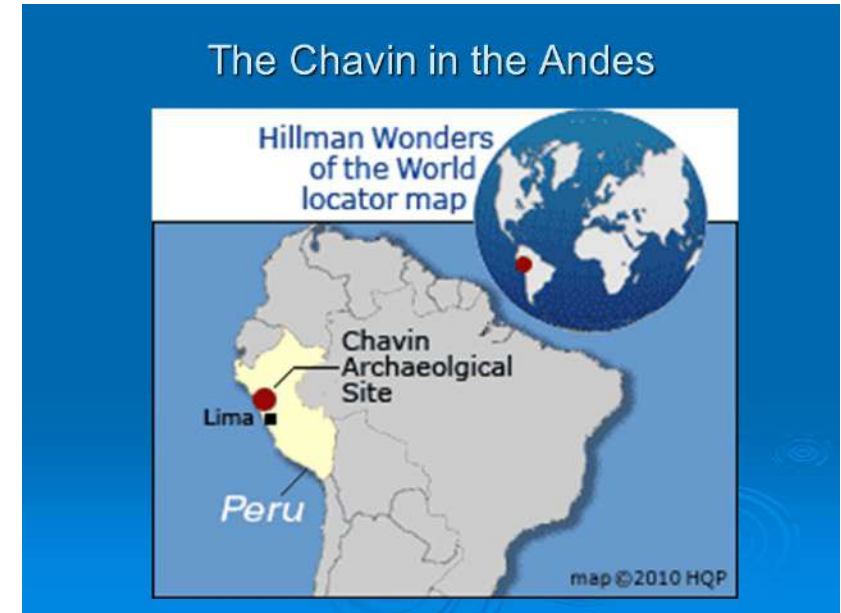 The Chavin in the Andes
Hillman Wonders
of the World
locator map
Chavin
Archaeolgical
Site
Lima
Peru
map©2010 HQP